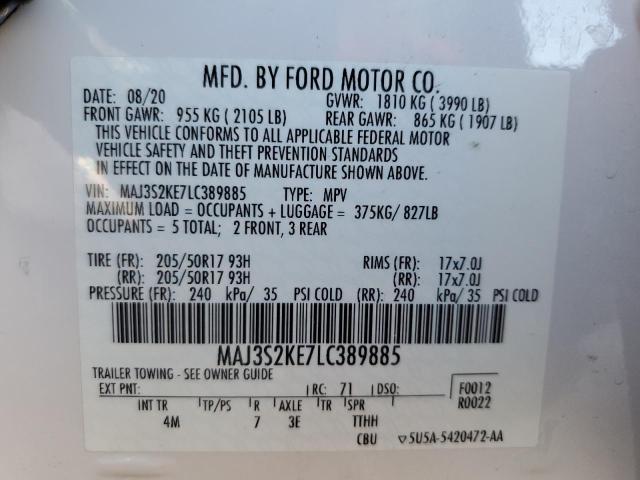 MFD. BY FORD MOTOR CO.
DATE: 08/20 GVWR: 1810 KG ( 3990 LB)
FRONT GAWR: 955 KG ( 2105 LB) REAR GAWR: 865 KG ( 1907 LB)
THIS VEHICLE CONFORMS TO ALL APPLICABLE FEDERAL MOTOR
VEHICLE SAFETY AND THEFT PREVENTION STANDARDS
IN EFFECT ON THE DATE OF MANUFACTURE SHOWN ABOVE.
VIN: MAJ3S2KE7LC389885 TYPE: MPV
MAXIMUM LOAD = OCCUPANTS + LUGGAGE = 375KG/ 827LB
OCCUPANTS = 5 TOTAL; 2 FRONT, 3 REAR
TIRE (FR): 205/50R17 93H RIMS (FR): 17x7.0J
(RR): 205/50R17 93H (RR): 17x7.0J
PRESSURE (FR): 240 kPa/ 35 PSI COLD (RR): 240 kPa/ 35 PSI COLD
MAJ3S2KE7LC389885
TRAILER TOWING - SEE OWNER GUIDE
EXT PNT: RC: 71 DSO: F0012
R0022
INT TR TP/PS R AXLE TR SPR
4M 7 3E TTHH
CBU ▽5U5A-5420472-AA